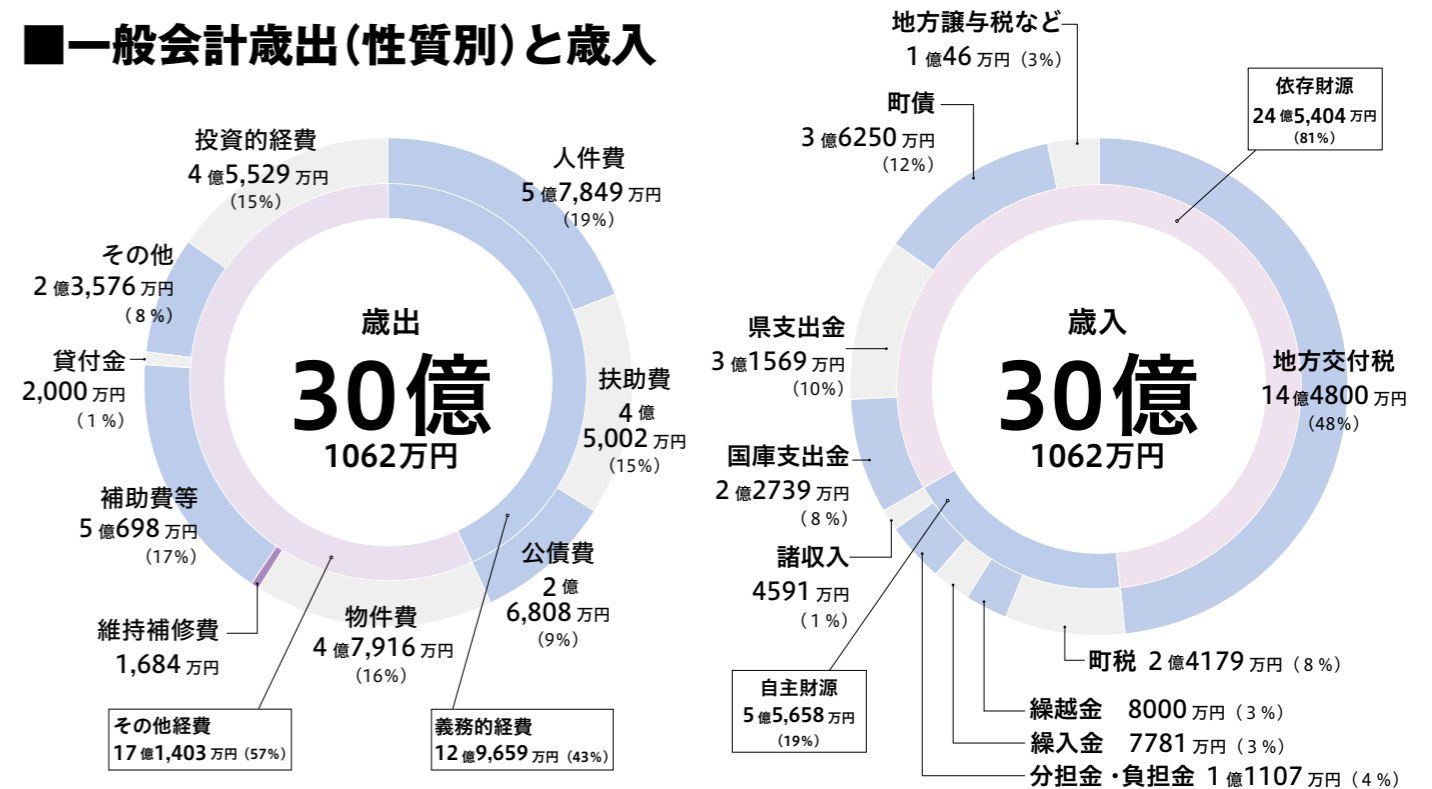 ■一般会計歳出(性質別)と歳入
投資的経費
4億5,529万円
(15%)
人件費
5億7,849万円
(19%)
その他
2億3,576万円
(8%)
貸付金
2,000万円
(1%)
歳出
30億
1062万円
扶助費
4億
5,002万円
(15%)
補助費等
5億698万円
(17%)
公債費
2億
6,808万円
(9%)
維持補修費
1,684万円
物件費
4億7,916万円
(16%)
その他経費
17億1,403万円(57%)
義務的経費
12億9,659万円(43%)
地方譲与税など
1億46万円(3%)
町債
3億6250万円
(12%)
依存財源
24億5,404万円
(81%)
県支出金
3億1569万円
(10%)
歳入
30億
1062万円
地方交付税
14億4800万円
(48%)
国庫支出金
2億2739万円
(8%)
諸収入
4591万円
(1%)
自主財源
5億5,658万円
(19%)
町税 2億4179万円(8%)
繰越金 8000万円(3%)
繰入金 7781万円(3%)
分担金・負担金 1億1107万円(4%)